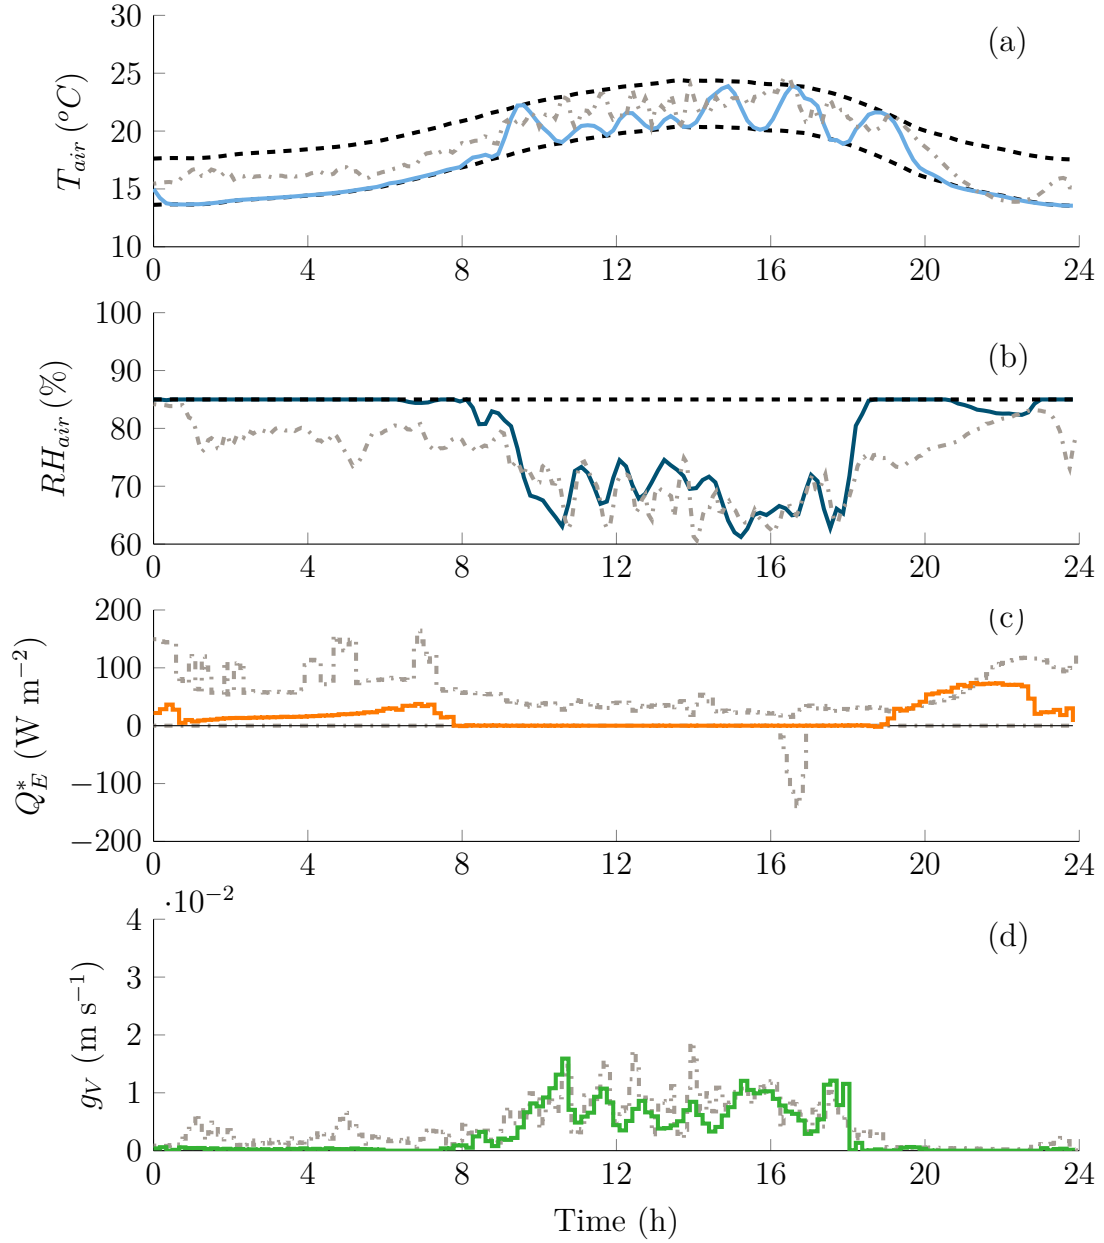 30
(a)
25
20
15
10
T_air (°C)
0 4 8 12 16 20 24
100
(b)
90
80
70
60
RH_air (%)
0 4 8 12 16 20 24
200
(c)
100
0
−100
−200
Q*_E (W m⁻²)
0 4 8 12 16 20 24
·10⁻²
4
(d)
3
2
1
0
g_V (m s⁻¹)
0 4 8 12 16 20 24
Time (h)